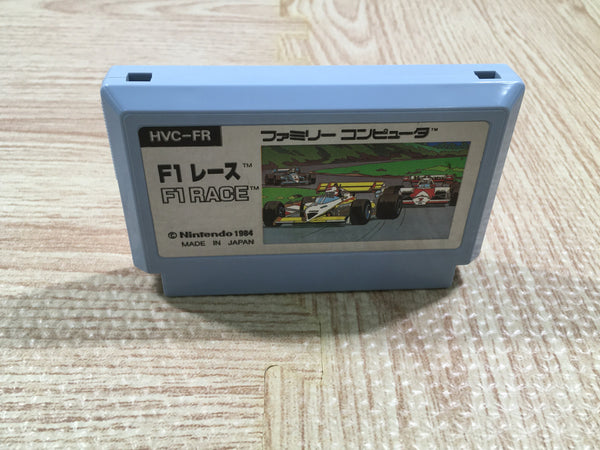 HVC-FR
ファミリー コンピュータ™
F1 レース™
F1 RACE™
©Nintendo 1984
MADE IN JAPAN